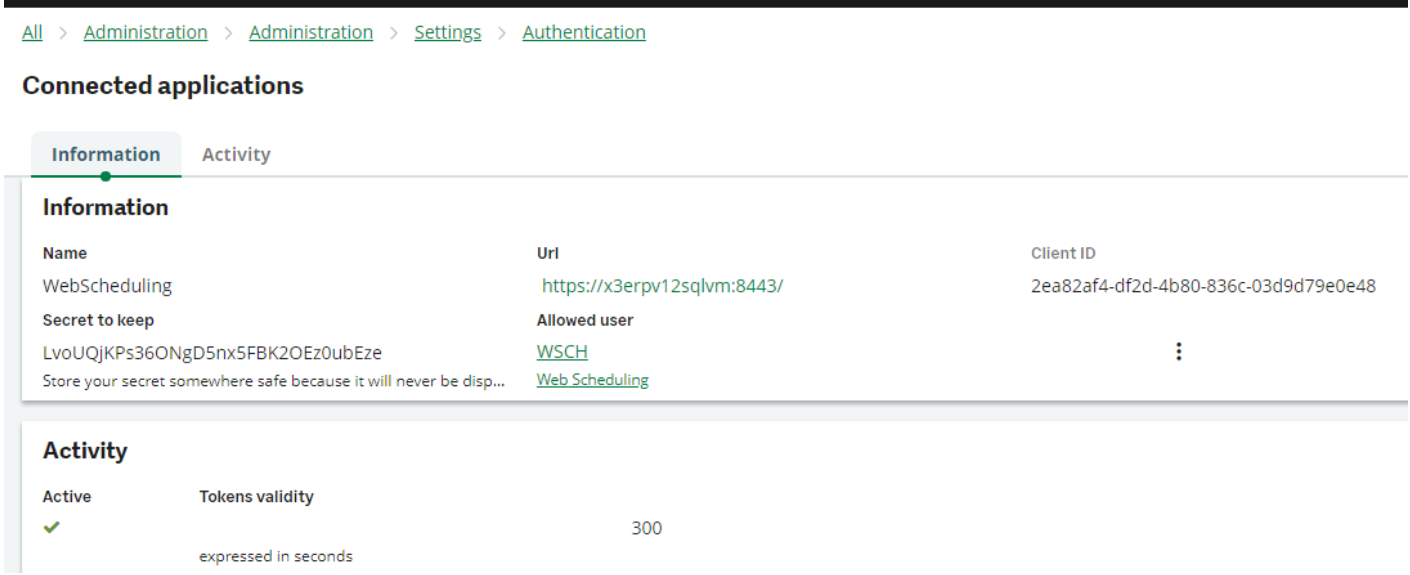 All > Administration > Administration > Settings > Authentication
Connected applications
Information Activity
Information
Name Url Client ID
WebScheduling https://x3erpv12sqlvm:8443/ 2ea82af4-df2d-4b80-836c-03d9d79e0e48
Secret to keep Allowed user
LvoUQjKPs36ONgD5nx5FBK2OEz0ubEze WSCH
Store your secret somewhere safe because it will never be disp... Web Scheduling
Activity
Active Tokens validity
300
expressed in seconds